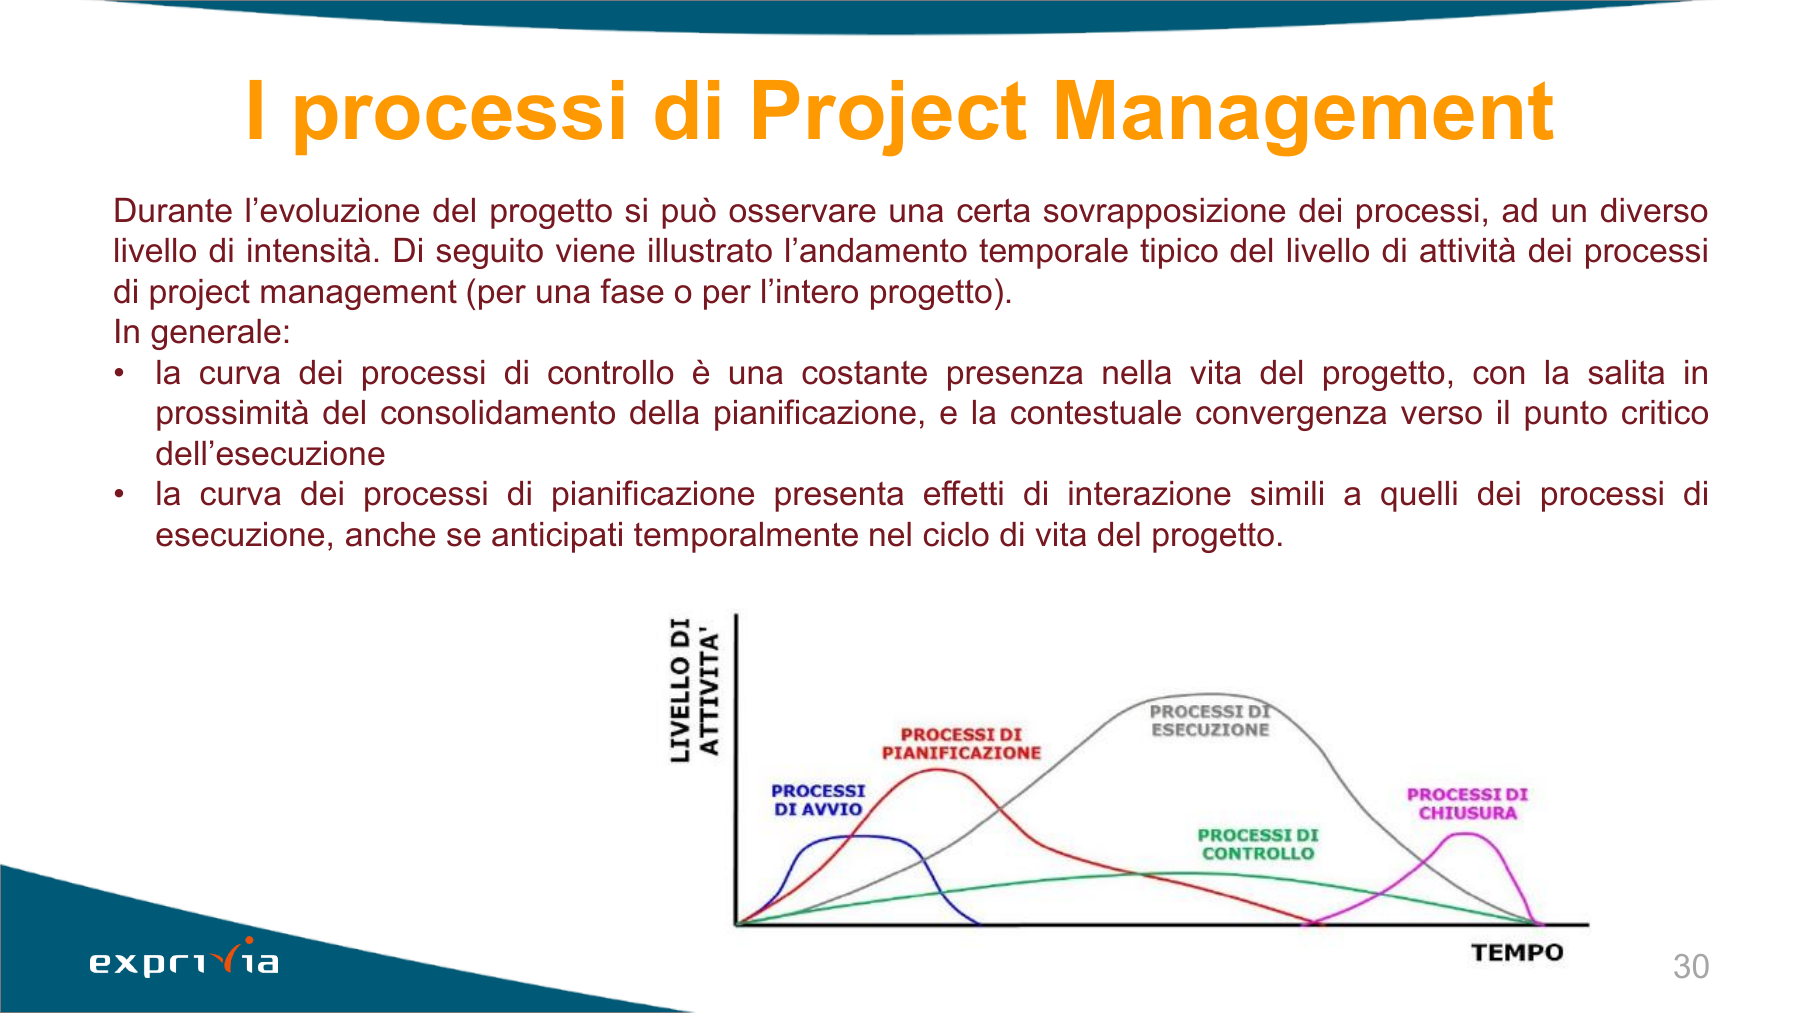 I processi di Project Management
Durante l’evoluzione del progetto si può osservare una certa sovrapposizione dei processi, ad un diverso
livello di intensità. Di seguito viene illustrato l’andamento temporale tipico del livello di attività dei processi
di project management (per una fase o per l’intero progetto).
In generale:
• la curva dei processi di controllo è una costante presenza nella vita del progetto, con la salita in
prossimità del consolidamento della pianificazione, e la contestuale convergenza verso il punto critico
dell’esecuzione
• la curva dei processi di pianificazione presenta effetti di interazione simili a quelli dei processi di
esecuzione, anche se anticipati temporalmente nel ciclo di vita del progetto.
LIVELLO DI
ATTIVITA'
PROCESSI
DI AVVIO
PROCESSI DI
PIANIFICAZIONE
PROCESSI DI
ESECUZIONE
PROCESSI DI
CONTROLLO
PROCESSI DI
CHIUSURA
TEMPO
exprivia
30